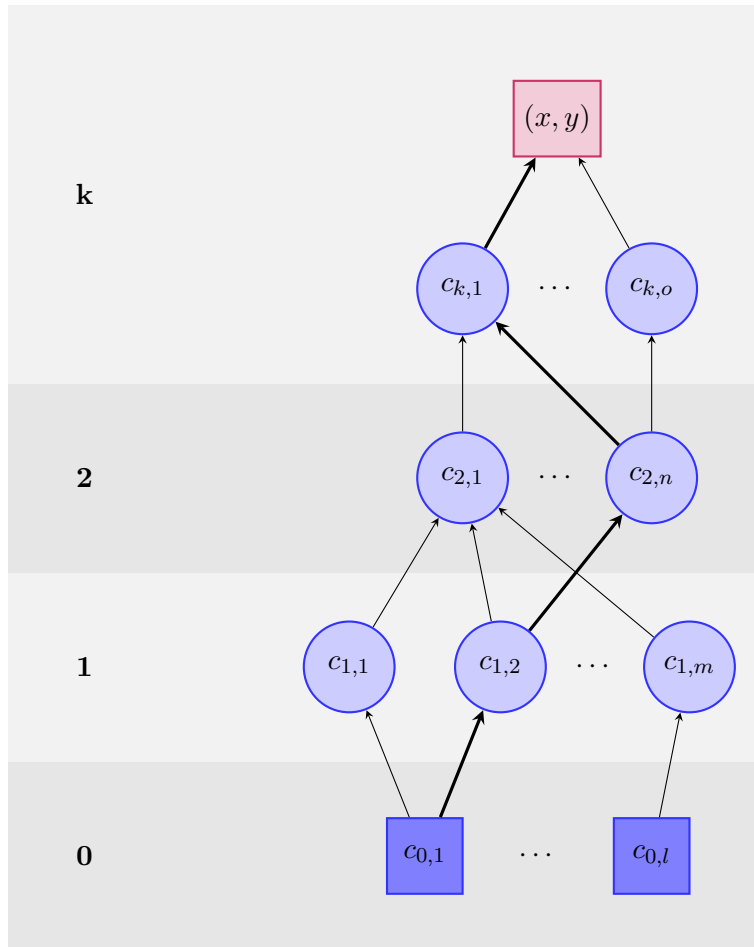 (x, y)
k
c_{k,1} ⋯ c_{k,o}
2 c_{2,1} ⋯ c_{2,n}
1 c_{1,1} c_{1,2} ⋯ c_{1,m}
0 c_{0,1} ⋯ c_{0,l}